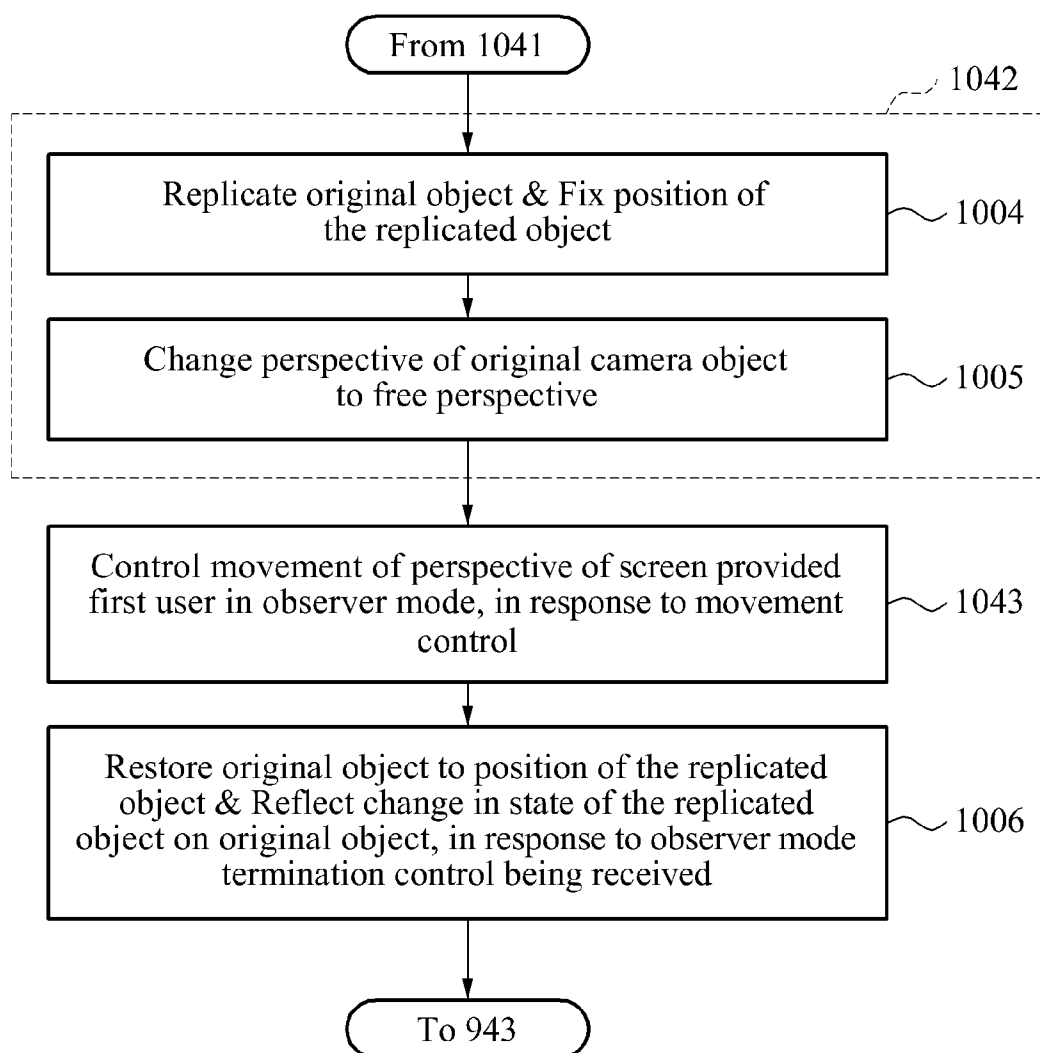 From 1041
1042
Replicate original object & Fix position of
the replicated object
1004
Change perspective of original camera object
to free perspective
1005
Control movement of perspective of screen provided
first user in observer mode, in response to movement
control
1043
Restore original object to position of the replicated
object & Reflect change in state of the replicated
object on original object, in response to observer mode
termination control being received
1006
To 943